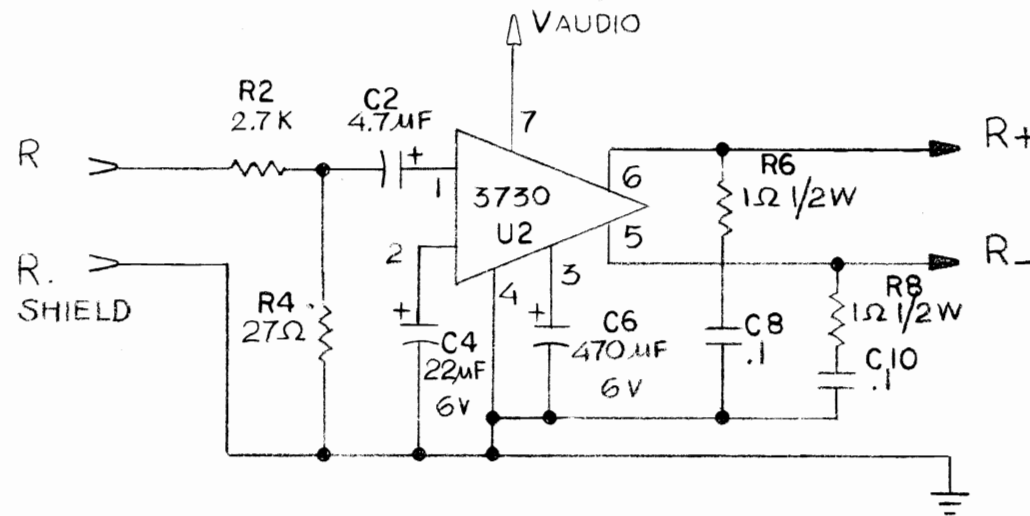 VAUDIO
R2
2.7K
C2
4.7µF
7
R
+
1
3730
U2
6
5
R6
1Ω 1/2W
R+
R.
SHIELD
2
4
3
R-
R4
27Ω
+
C4
22µF
6V
+
C6
470µF
6V
C8
.1
R8
1Ω 1/2W
C10
.1